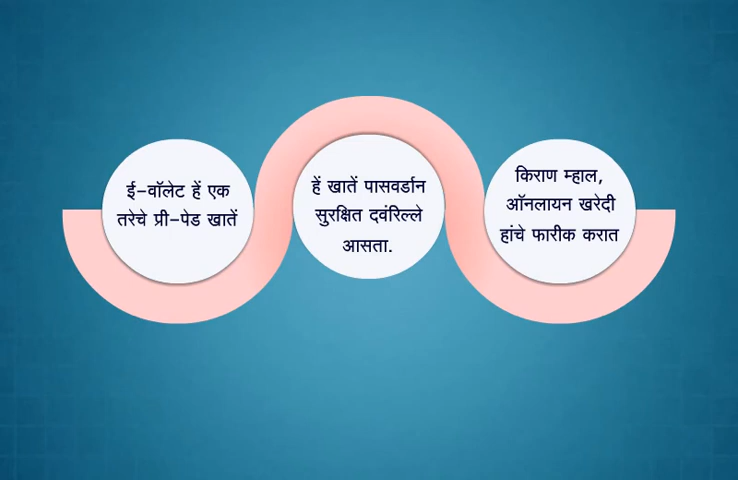 ई-वॉलेट हें एक
तरेचे प्री-पेड खातें
हें खातें पासवर्डान
सुरक्षित दवंरिल्ले
आसता.
किराण म्हाल,
ऑनलायन खरेदी
हांचे फारीक करात